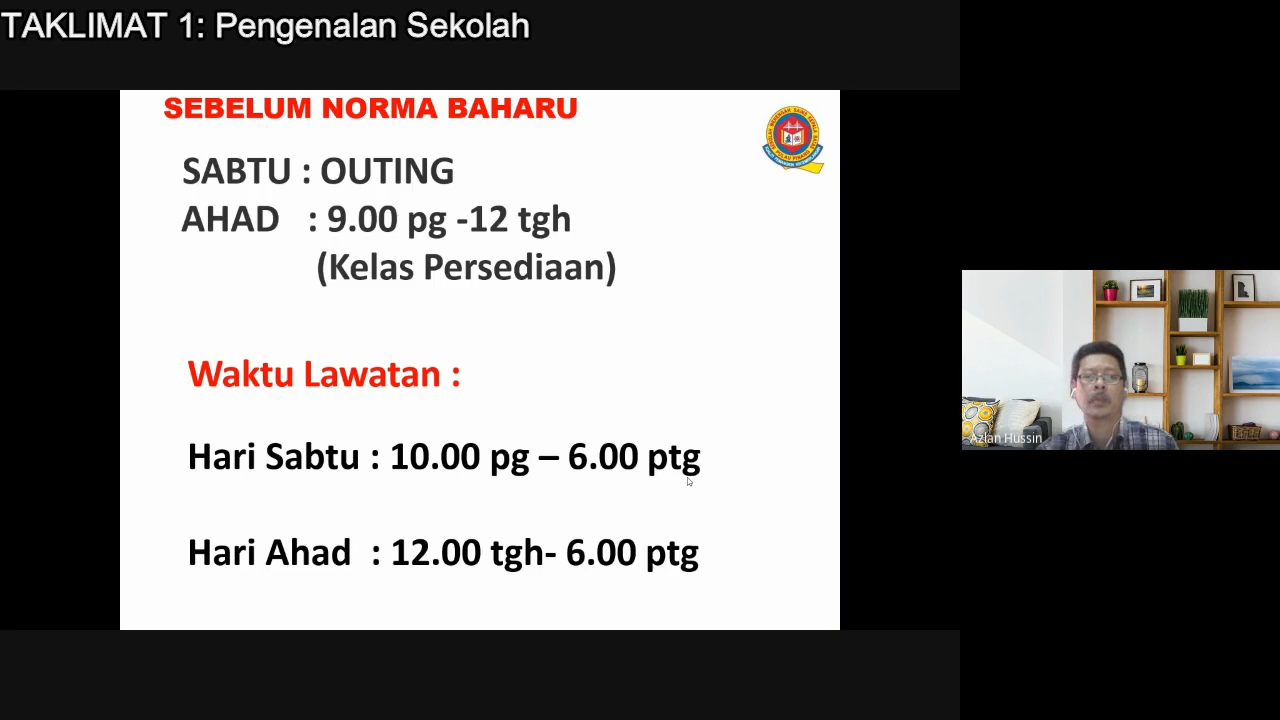 TAKLIMAT 1: Pengenalan Sekolah
SEBELUM NORMA BAHARU
SABTU : OUTING
AHAD : 9.00 pg -12 tgh
(Kelas Persediaan)
Waktu Lawatan :
Hari Sabtu : 10.00 pg – 6.00 ptg
Hari Ahad : 12.00 tgh- 6.00 ptg
Azlan Hussin